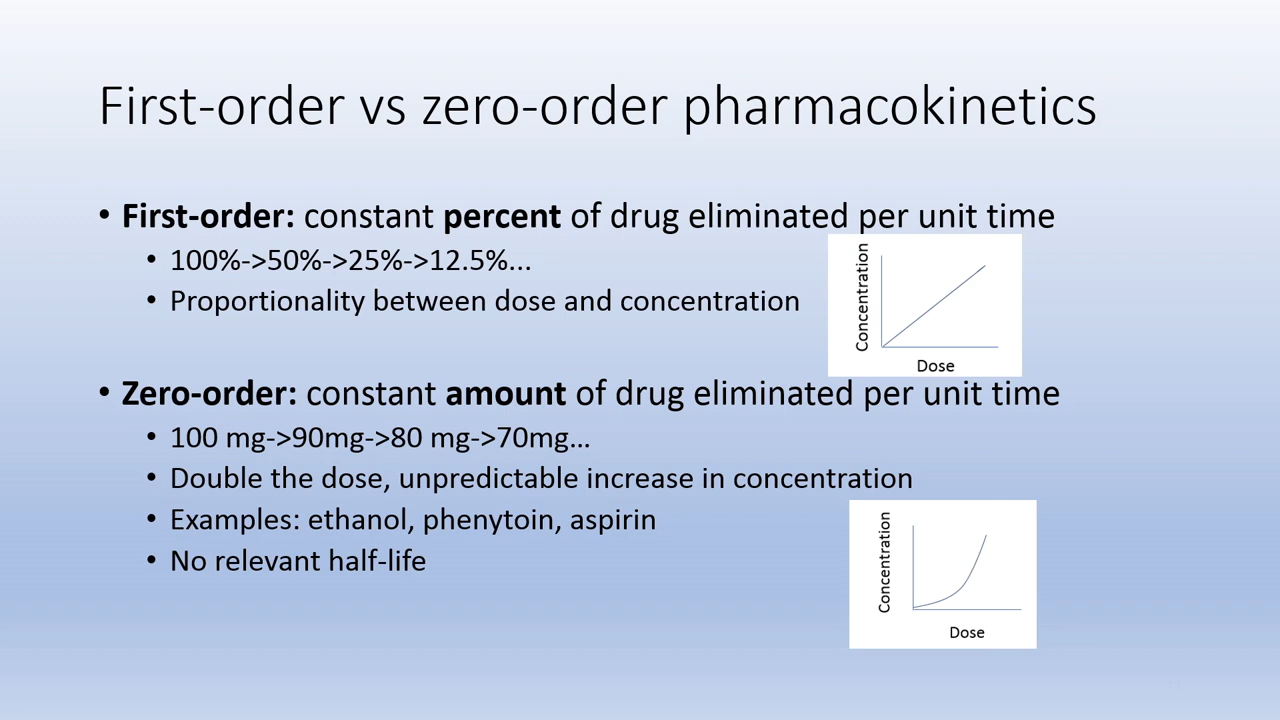 First-order vs zero-order pharmacokinetics
• First-order: constant percent of drug eliminated per unit time
• 100%->50%->25%->12.5%...
• Proportionality between dose and concentration
Concentration
Dose
• Zero-order: constant amount of drug eliminated per unit time
• 100 mg->90mg->80 mg->70mg...
• Double the dose, unpredictable increase in concentration
• Examples: ethanol, phenytoin, aspirin
• No relevant half-life
Concentration
Dose